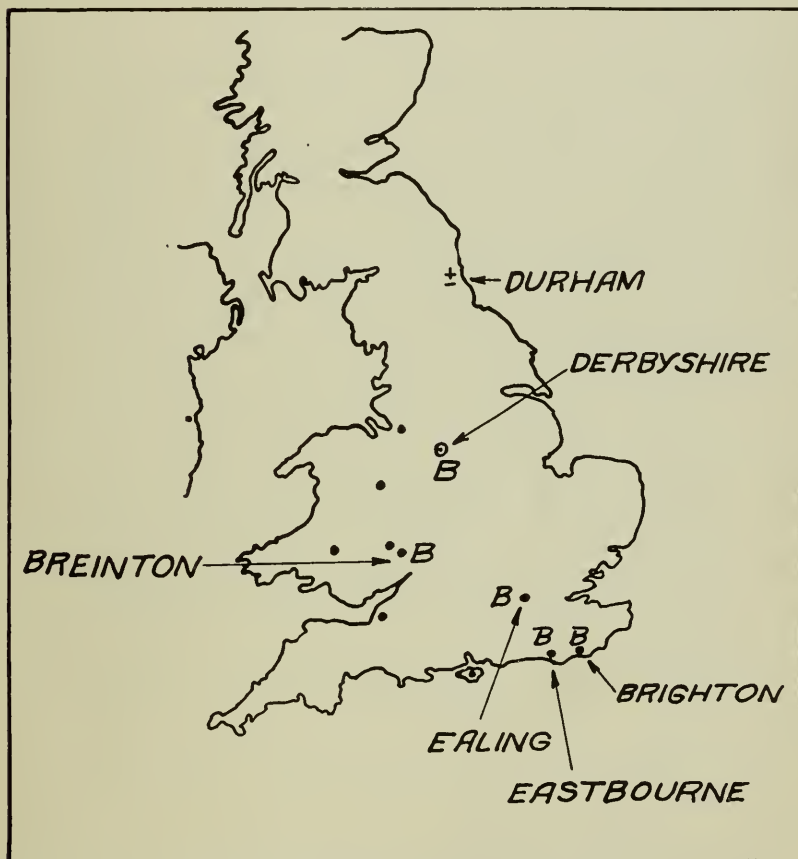 ± DURHAM
DERBYSHIRE
B
BREINTON B
B
B B
BRIGHTON
EALING
EASTBOURNE